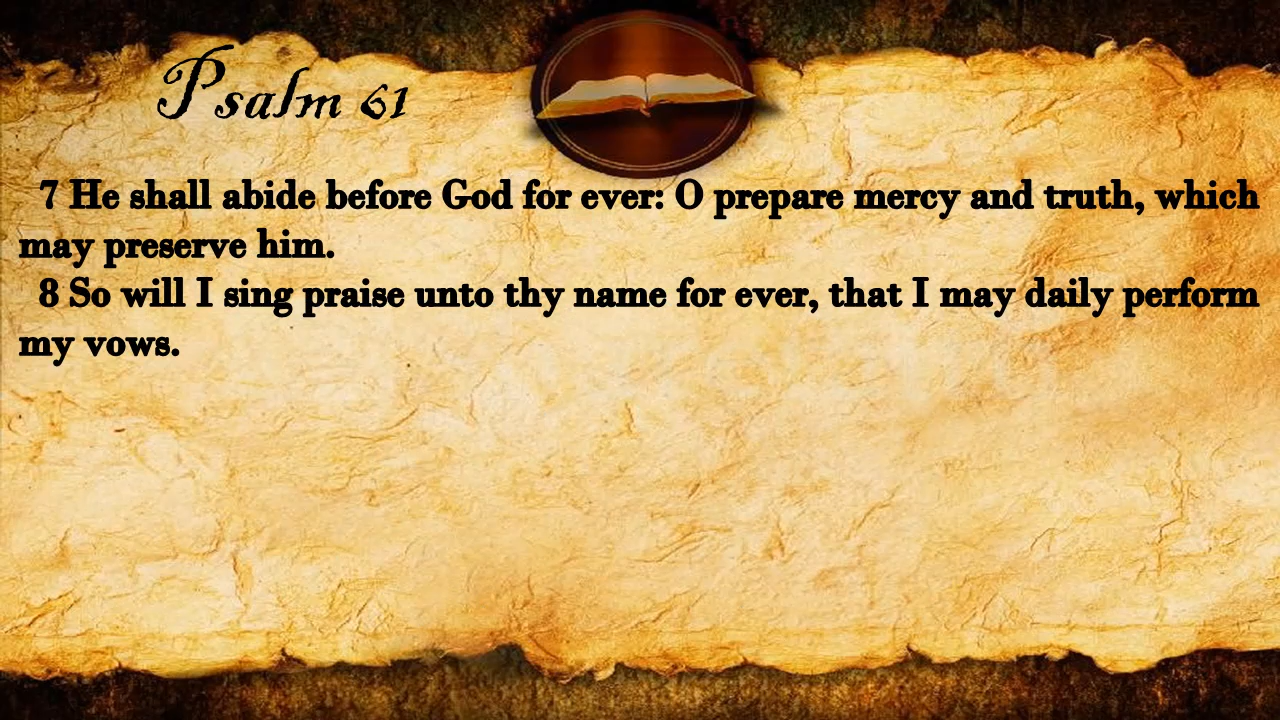 Psalm 61
7 He shall abide before God for ever: O prepare mercy and truth, which
may preserve him.
8 So will I sing praise unto thy name for ever, that I may daily perform
my vows.